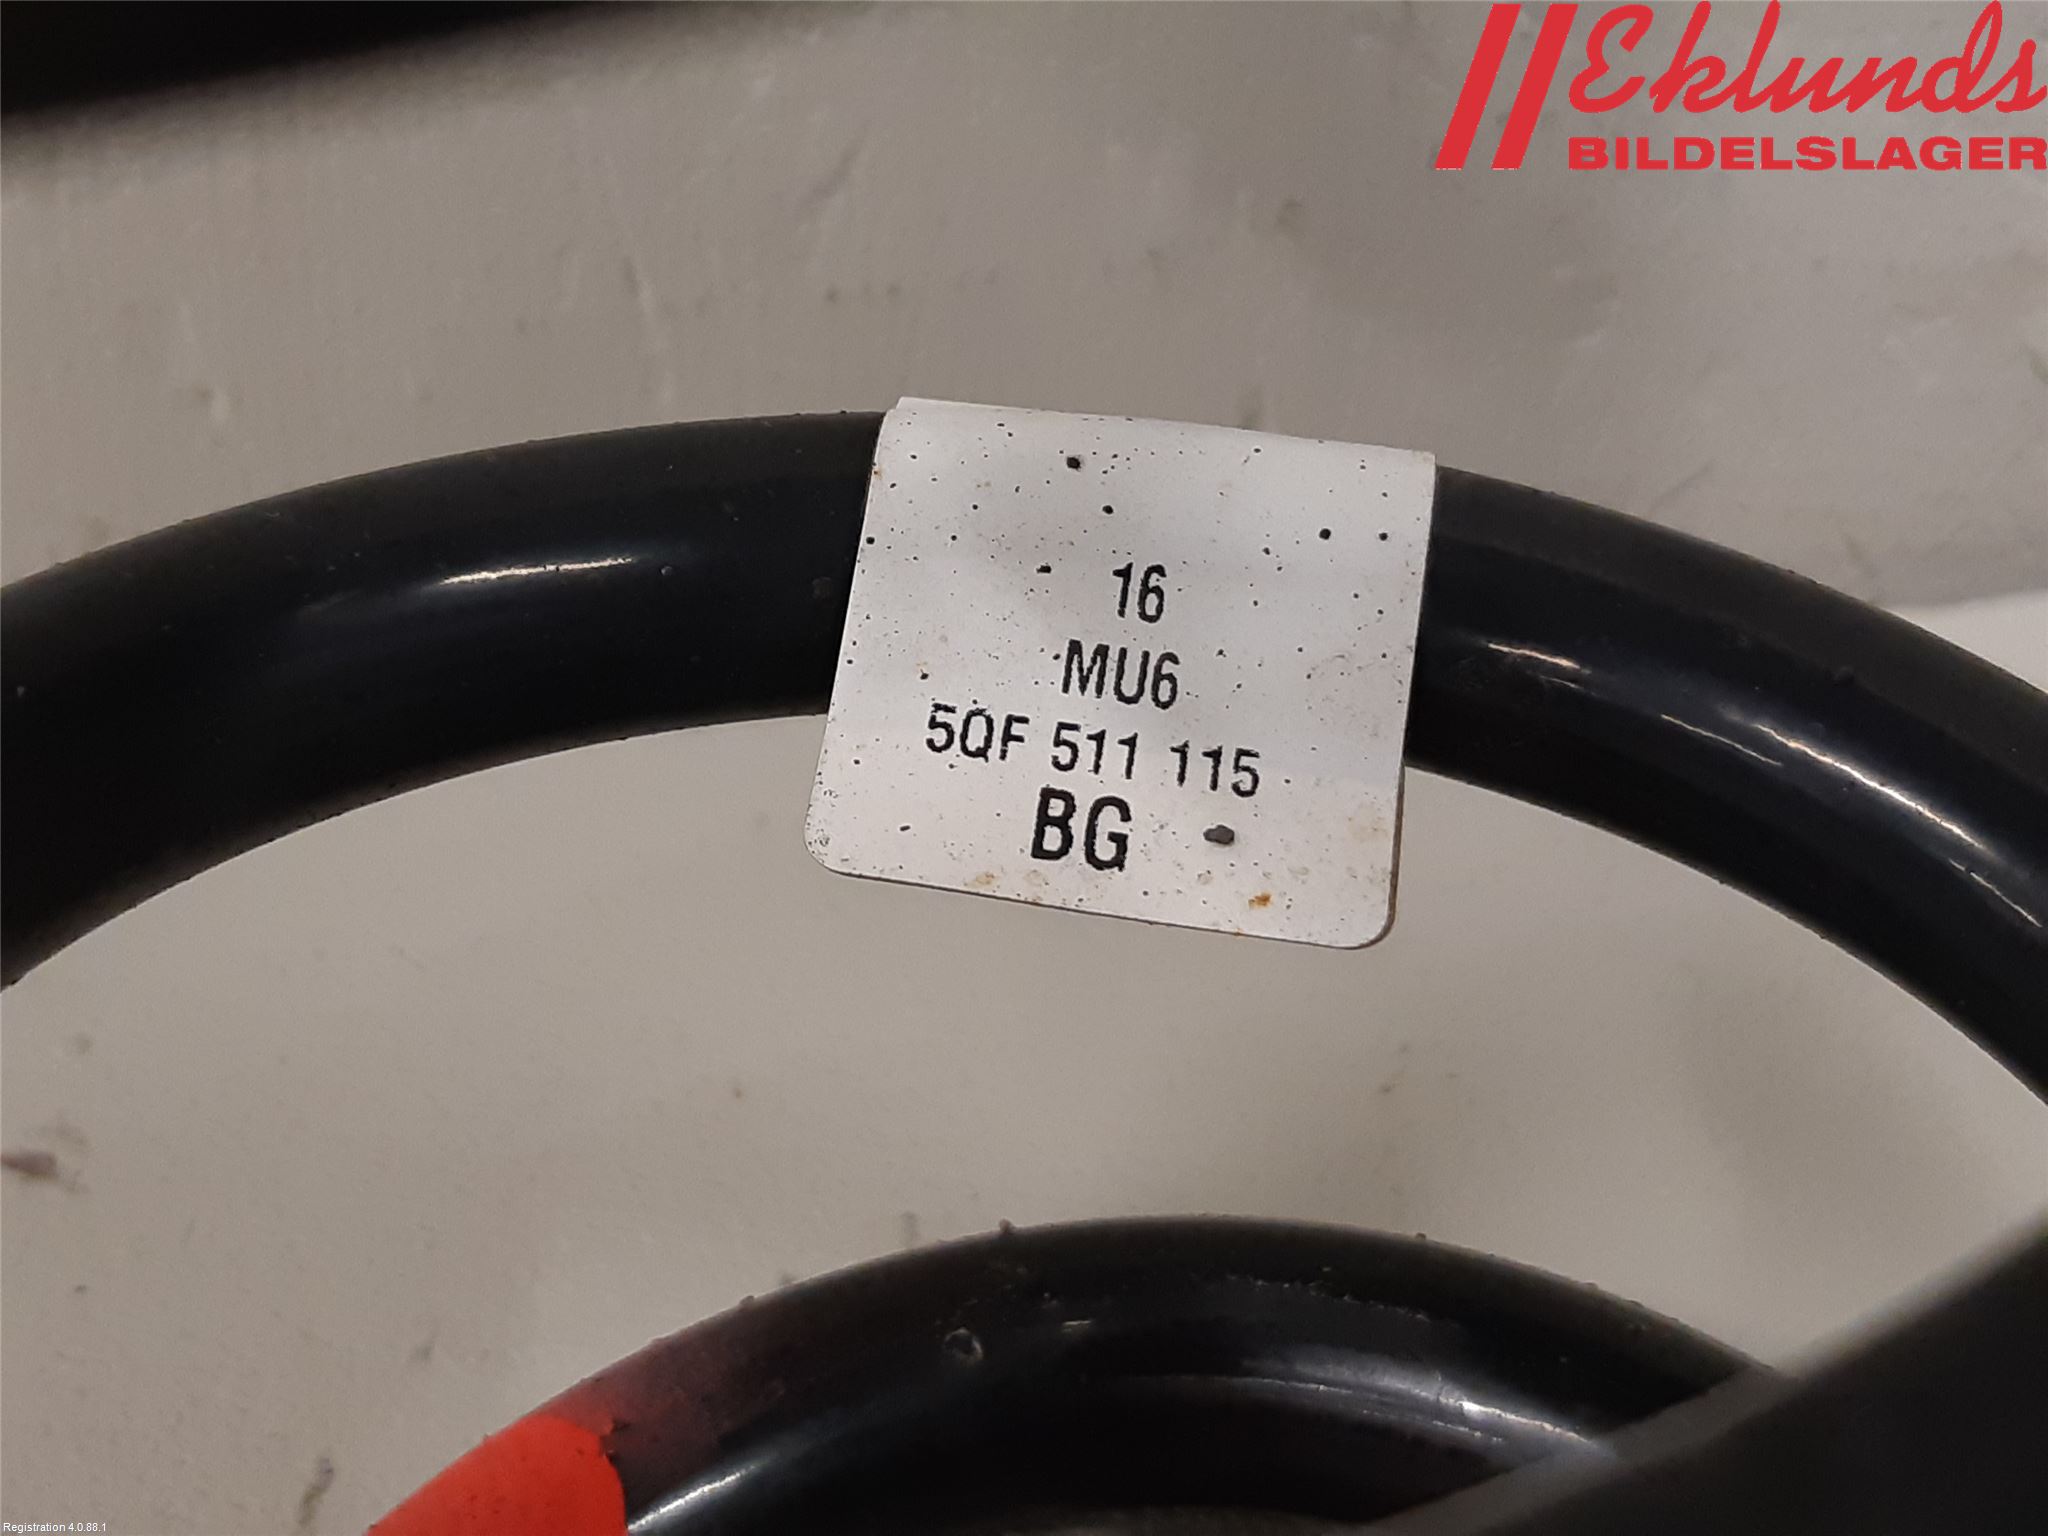 Eklunds
BILDELSLAGER
16
MU6
5QF 511 115
BG
Registration 4.0.88.1